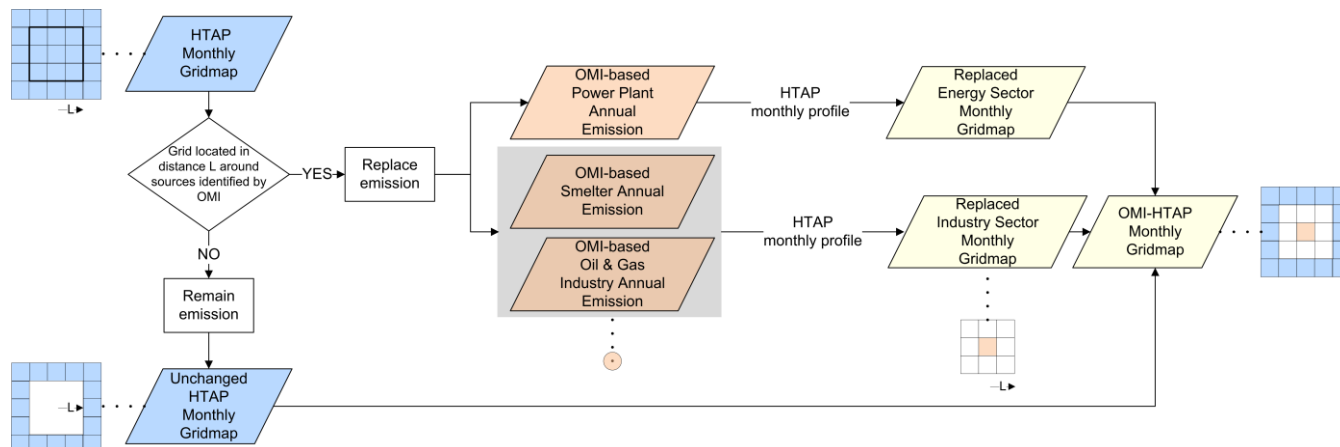 HTAP
Monthly
Gridmap
L
Grid located in
distance L around
sources identified by
OMI
YES
Replace
emission
OMI-based
Power Plant
Annual
Emission
HTAP
monthly profile
Replaced
Energy Sector
Monthly
Gridmap
OMI-based
Smelter Annual
Emission
OMI-based
Oil & Gas
Industry Annual
Emission
HTAP
monthly profile
Replaced
Industry Sector
Monthly
Gridmap
OMI-HTAP
Monthly
Gridmap
NO
Remain
emission
L
L
Unchanged
HTAP
Monthly
Gridmap